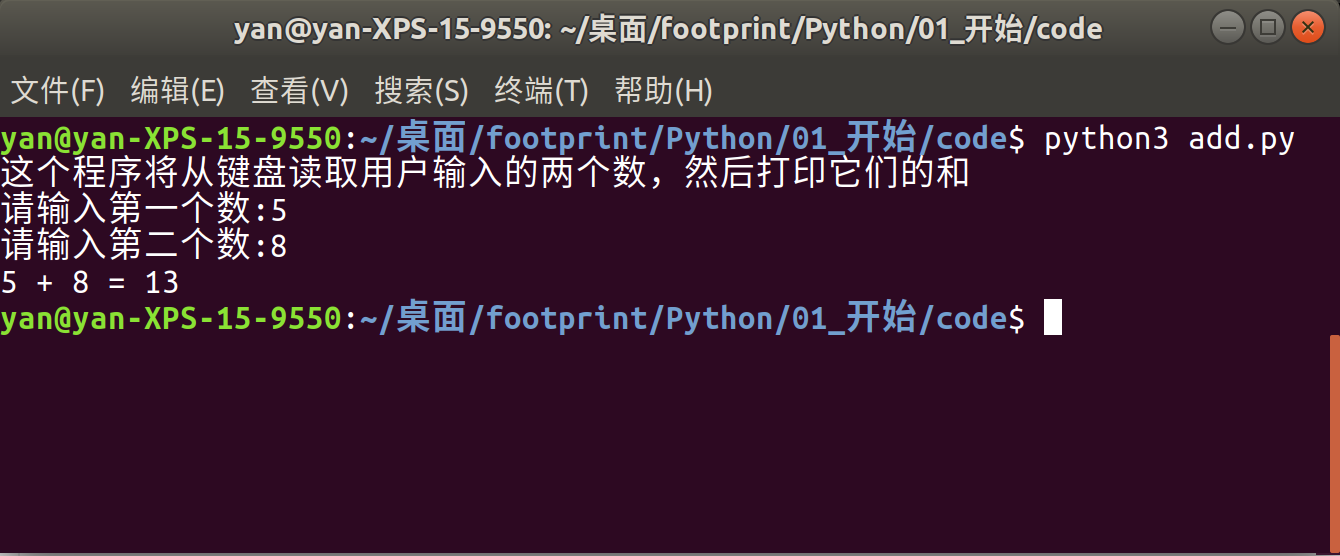 yan@yan-XPS-15-9550: ~/桌面/footprint/Python/01_开始/code
文件(F) 编辑(E) 查看(V) 搜索(S) 终端(T) 帮助(H)
yan@yan-XPS-15-9550:~/桌面/footprint/Python/01_开始/code$ python3 add.py
这个程序将从键盘读取用户输入的两个数，然后打印它们的和
请输入第一个数:5
请输入第二个数:8
5 + 8 = 13
yan@yan-XPS-15-9550:~/桌面/footprint/Python/01_开始/code$